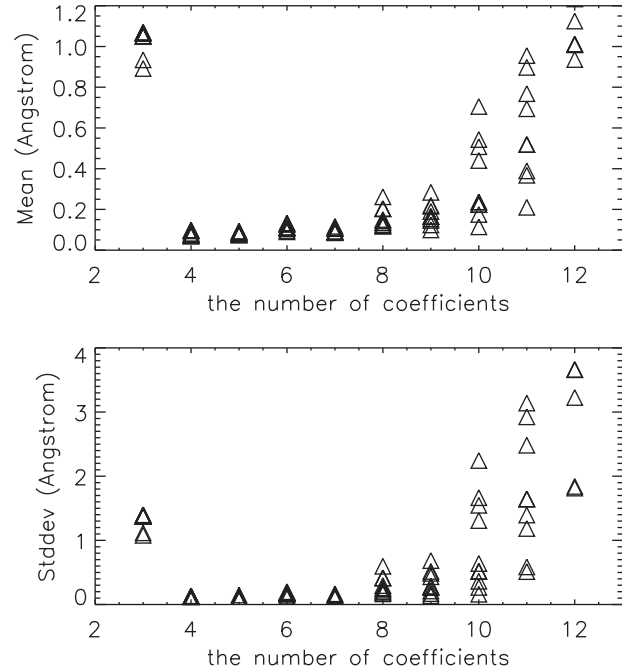 1.2
1.0
0.8
0.6
0.4
0.2
0.0
Mean (Angstrom)
2 4 6 8 10 12
the number of coefficients
4
3
2
1
0
Stddev (Angstrom)
2 4 6 8 10 12
the number of coefficients